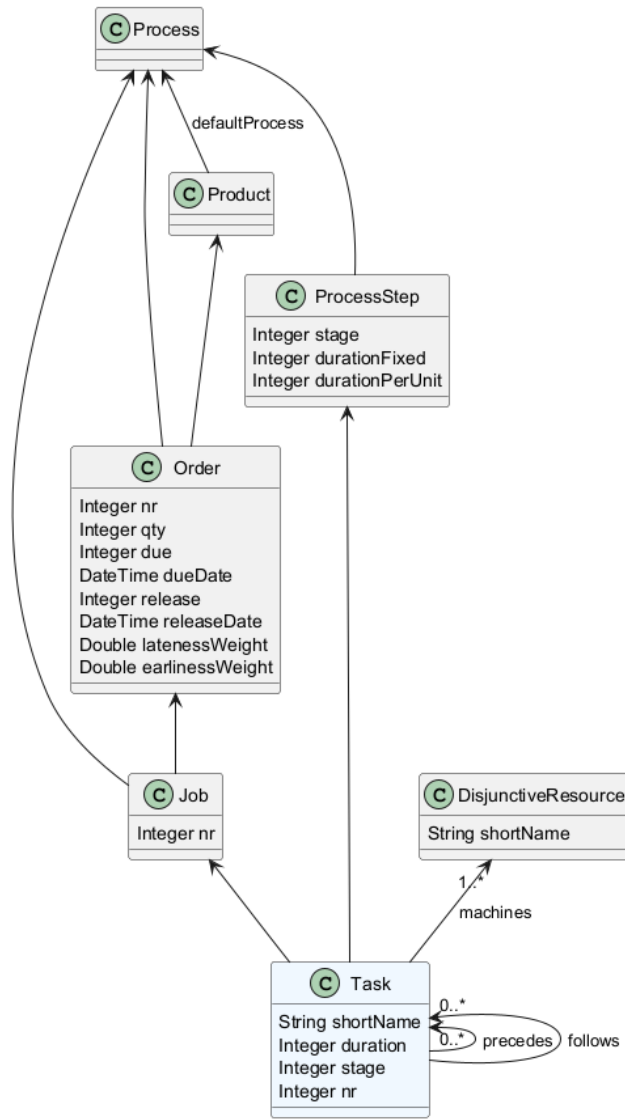 C Process
defaultProcess
C Product
C ProcessStep
Integer stage
Integer durationFixed
Integer durationPerUnit
C Order
Integer nr
Integer qty
Integer due
DateTime dueDate
Integer release
DateTime releaseDate
Double latenessWeight
Double earlinessWeight
C Job
Integer nr
C DisjunctiveResource
String shortName
1..*
machines
C Task
String shortName
Integer duration
Integer stage
Integer nr
0..*
0..*
precedes
follows